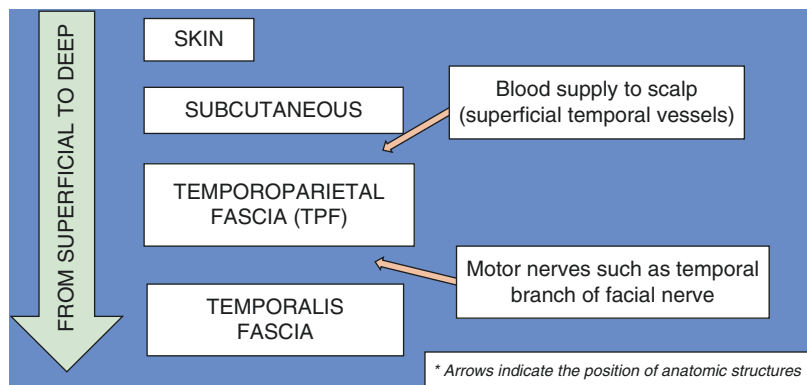 FROM SUPERFICIAL TO DEEP
SKIN
SUBCUTANEOUS
Blood supply to scalp
(superficial temporal vessels)
TEMPOROPARIETAL
FASCIA (TPF)
Motor nerves such as temporal
branch of facial nerve
TEMPORALIS
FASCIA
* Arrows indicate the position of anatomic structures